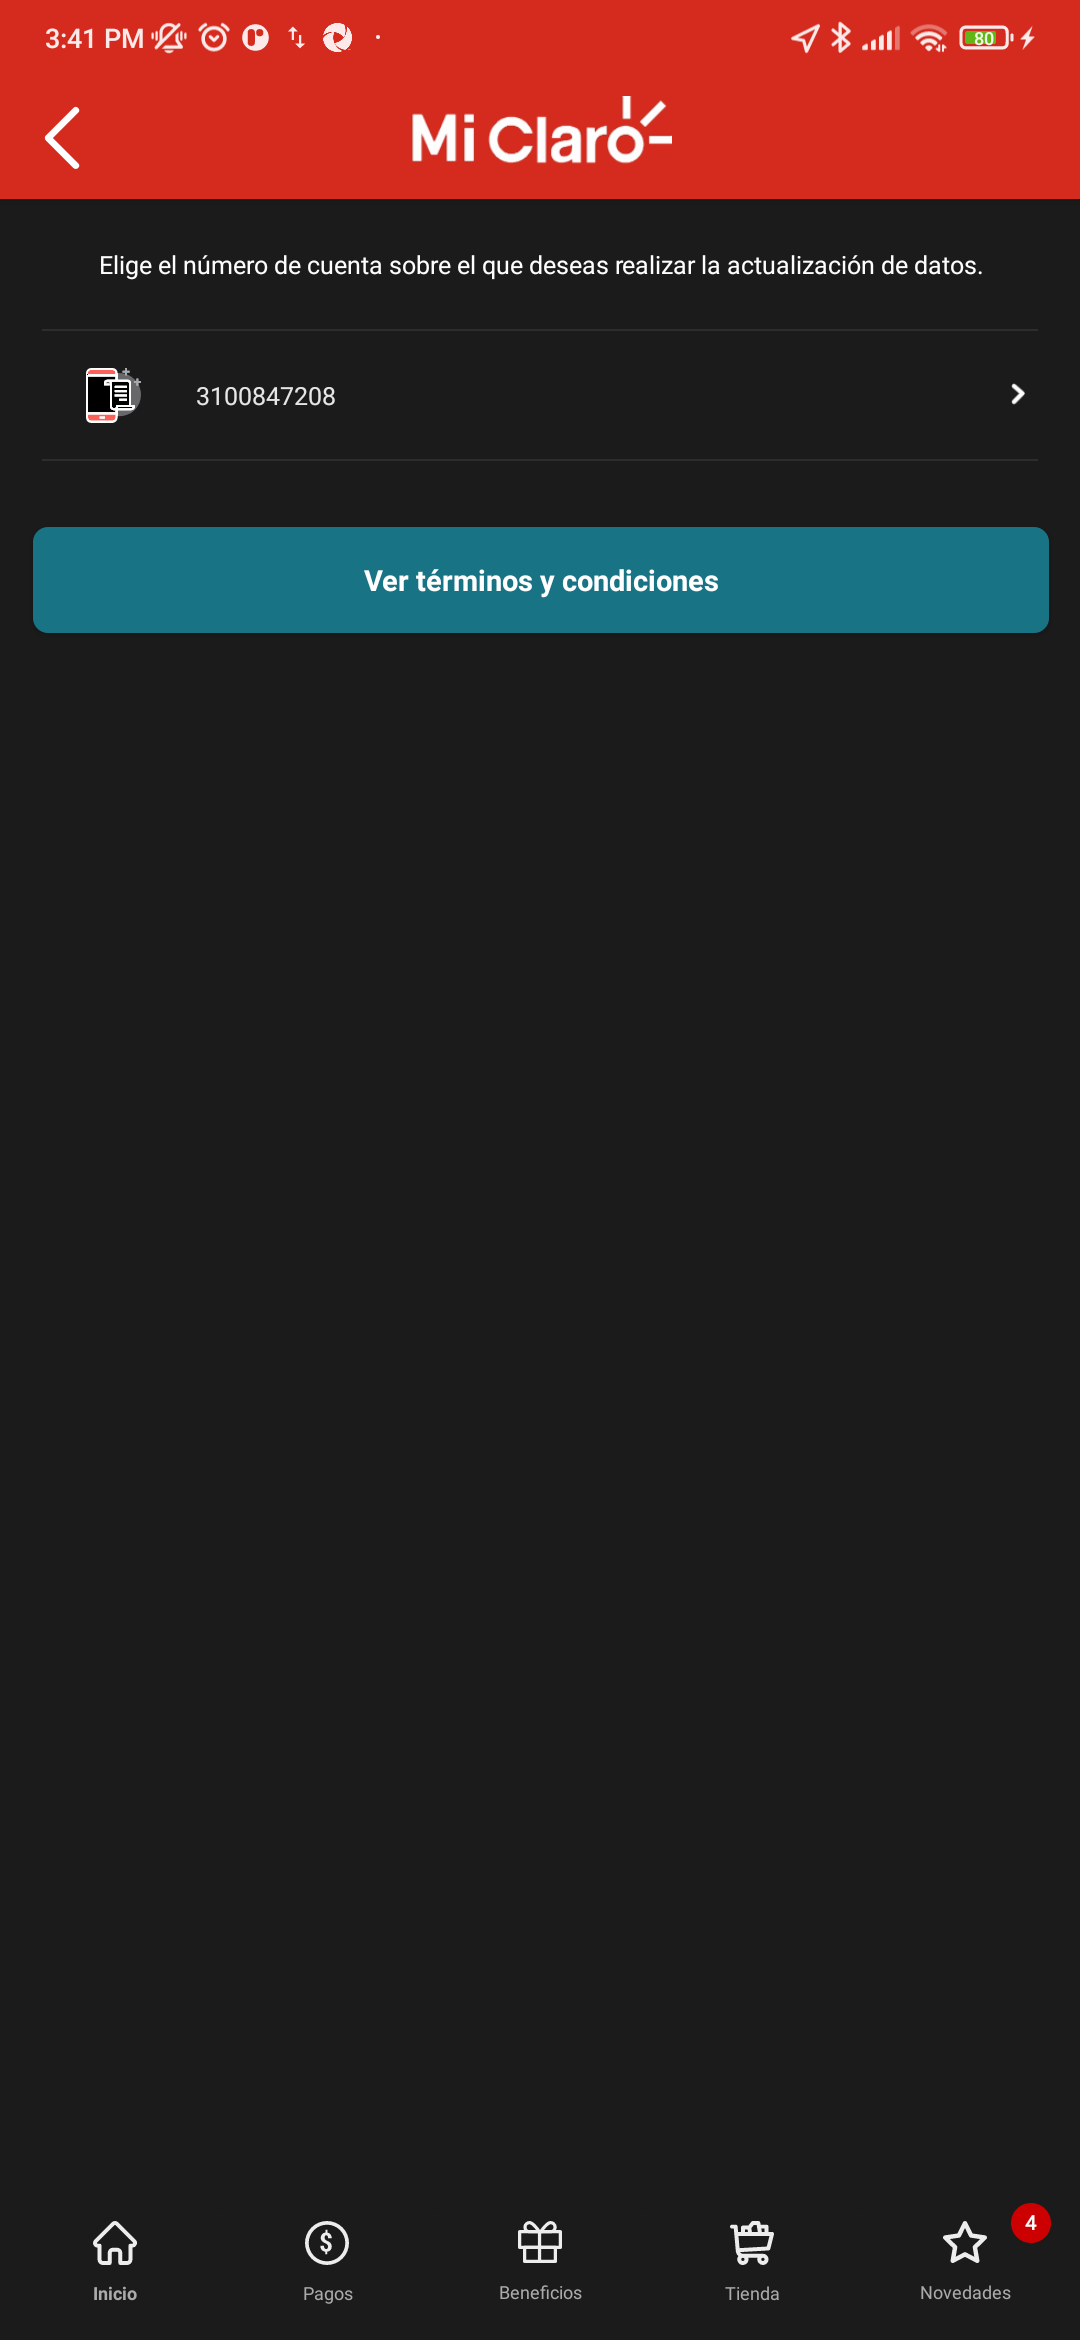 3:41 PM
80
Mi Claro
Elige el número de cuenta sobre el que deseas realizar la actualización de datos.
3100847208
Ver términos y condiciones
4
Inicio
Pagos
Beneficios
Tienda
Novedades